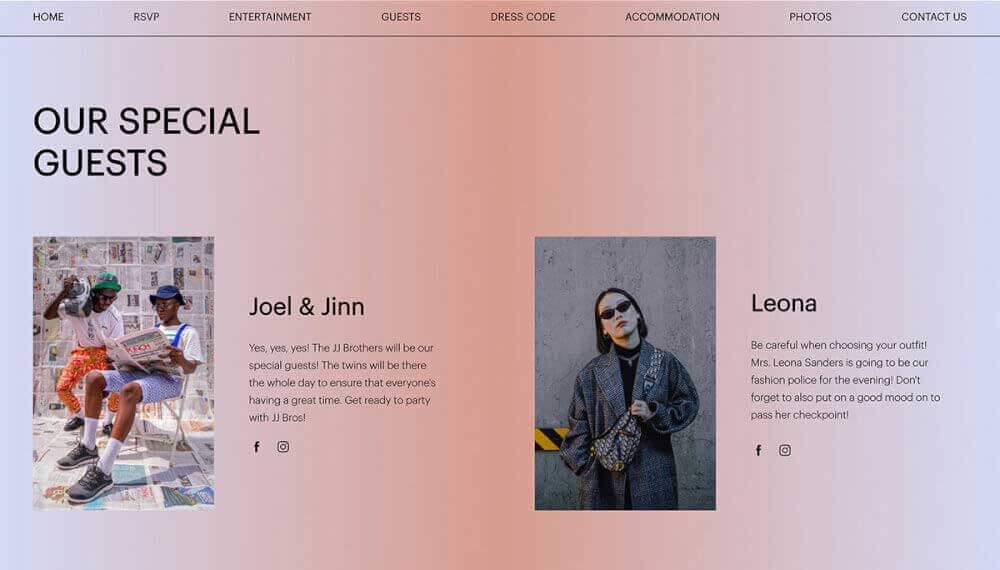 HOME RSVP ENTERTAINMENT GUESTS DRESS CODE ACCOMMODATION PHOTOS CONTACT US
OUR SPECIAL
GUESTS
Joel & Jinn
Yes, yes, yes! The JJ Brothers will be our
special guests! The twins will be there
the whole day to ensure that everyone's
having a great time. Get ready to party
with JJ Bros!
Leona
Be careful when choosing your outfit!
Mrs. Leona Sanders is going to be our
fashion police for the evening! Don't
forget to also put on a good mood on to
pass her checkpoint!